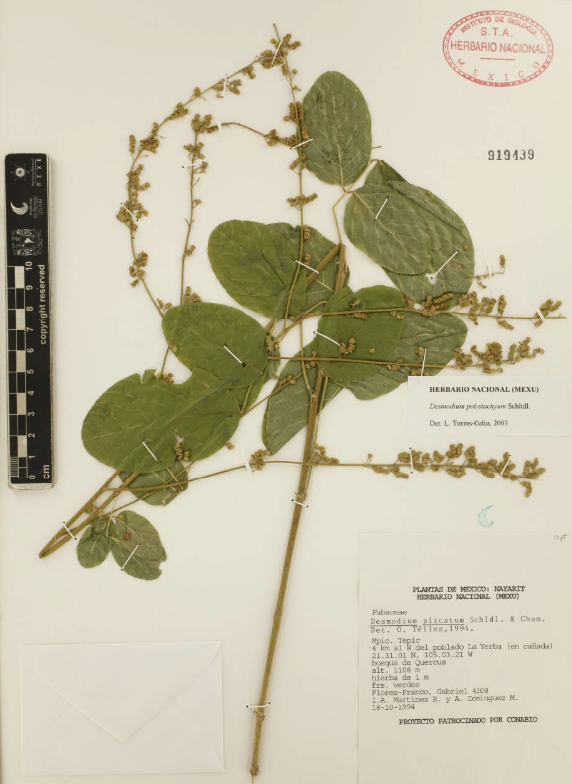 INSTITUTO DE BIOLOGIA
S.T.A.
HERBARIO NACIONAL
MEXICO
919439
copyright reserved
cm
1
2
3
4
5
6
7
8
9
10
HERBARIO NACIONAL (MEXU)
Desmodium polystachyum Schltdl.
Det: L. Torres-Colín, 2003
PLANTAS DE MEXICO: NAYARIT
HERBARIO NACIONAL (MEXU)
Fabaceae
Desmodium plicatum Schldl. & Cham.
Det. O. Téllez, 1994.
Mpio. Tepic
4 km al W del poblado La Yerba (en cañada)
21.31.01 N, 105.03.21 W
bosque de Quercus
alt. 1108 m
hierba de 1 m
frs. verdes
Flores-Franco, Gabriel 4208
I.A. Martínez R. y A. Domínguez M.
18-10-1994
PROYECTO PATROCINADO POR CONABIO